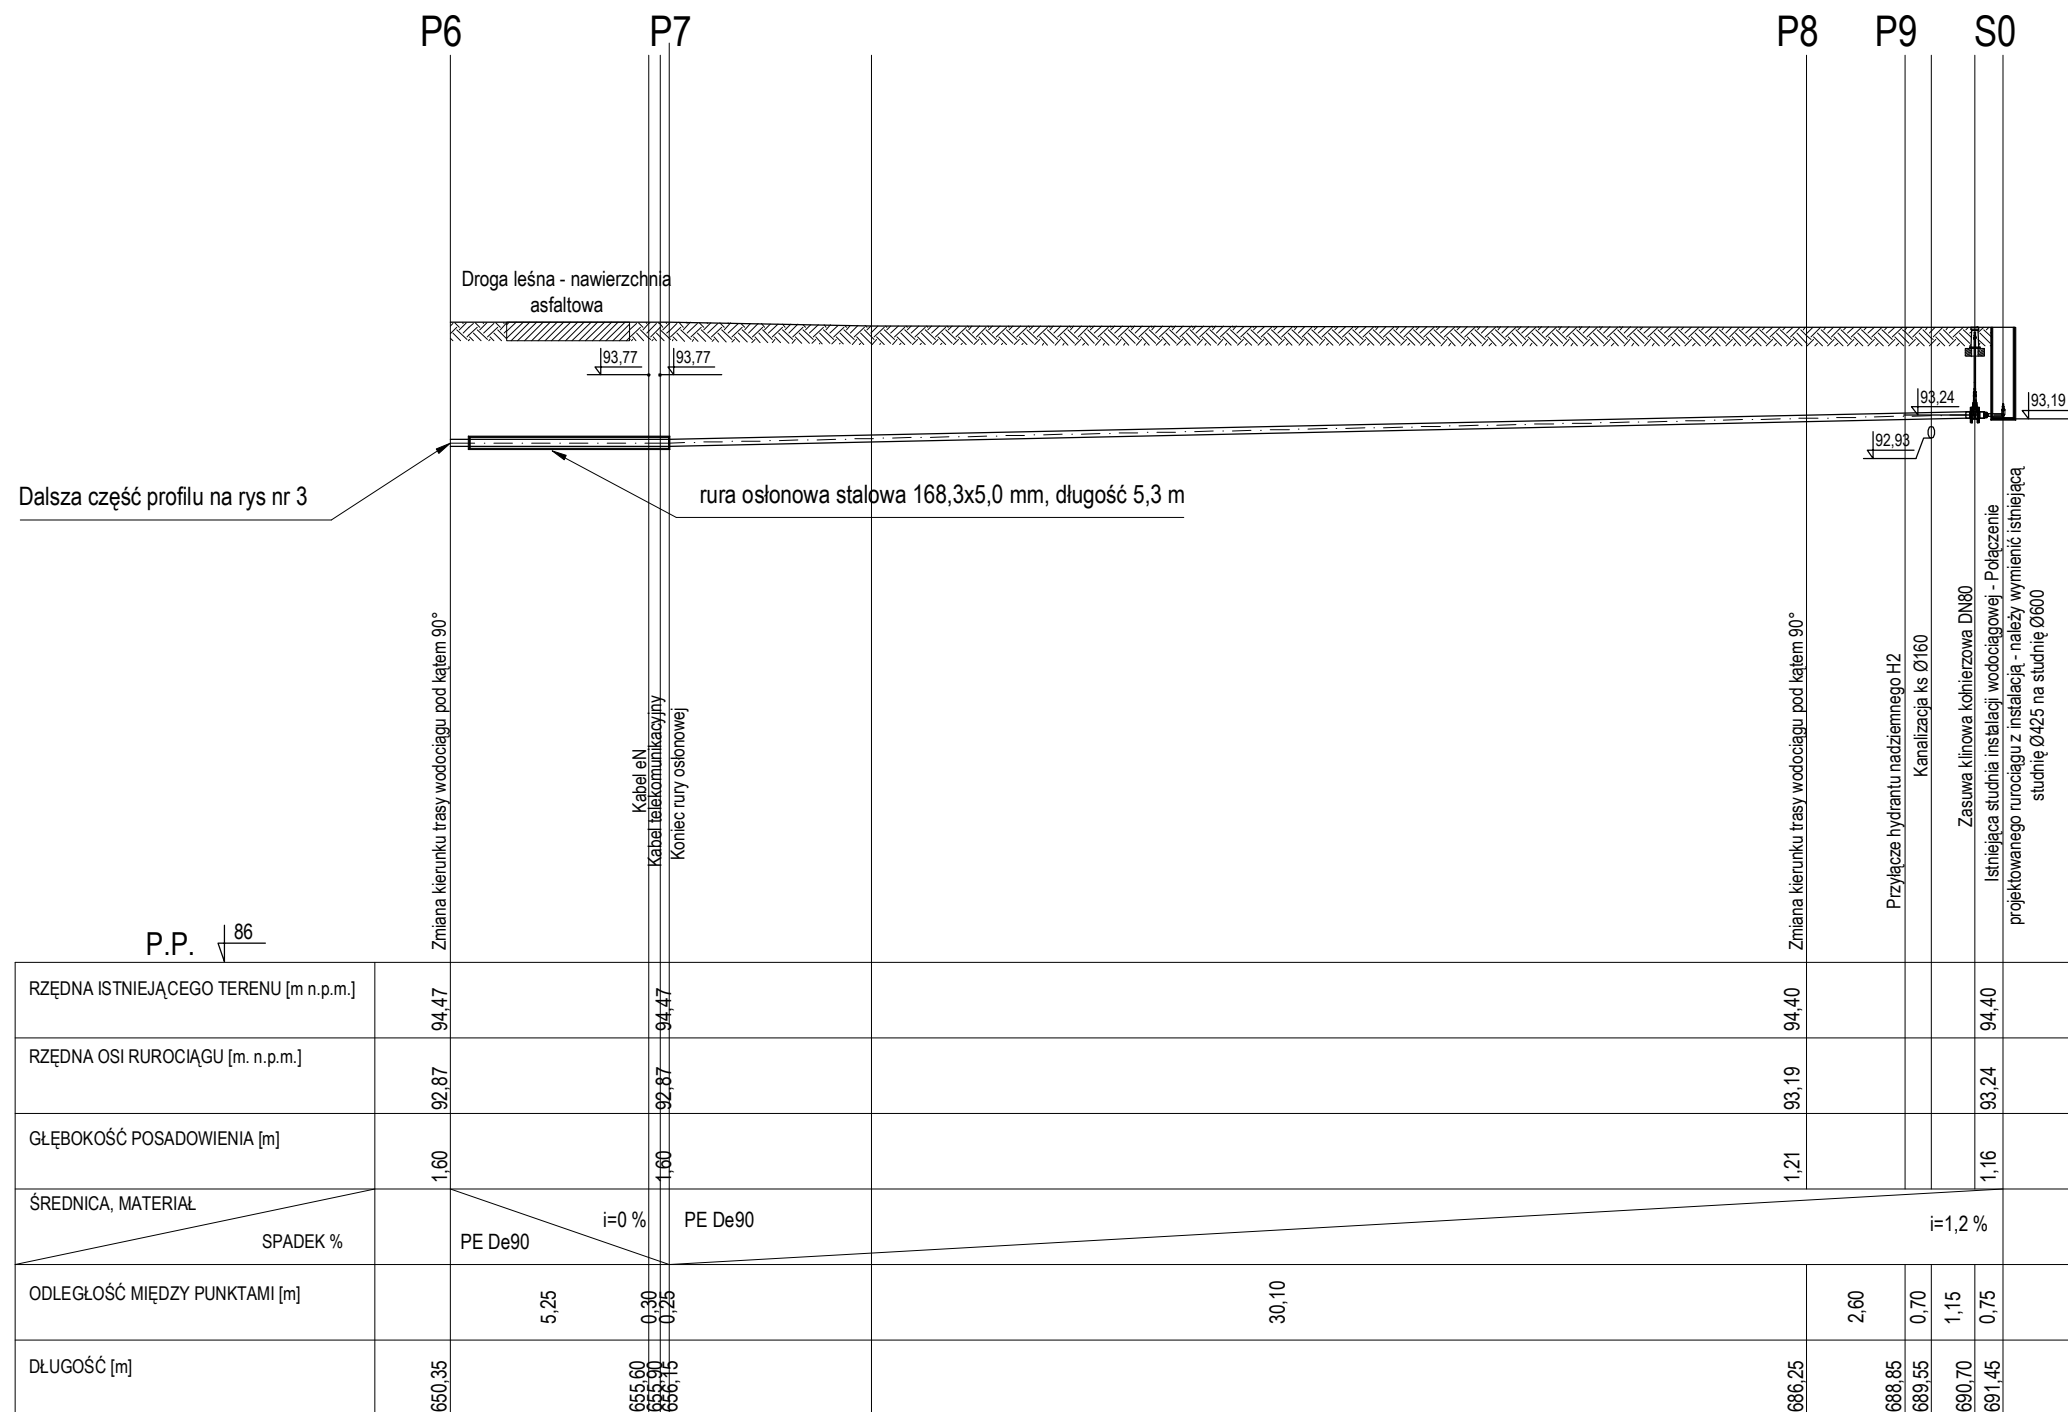 P6
P7
P8
P9
S0
Droga leśna - nawierzchnia
asfaltowa
93,77
93,77
93,24
93,19
92,93
Dalsza część profilu na rys nr 3
rura osłonowa stalowa 168,3x5,0 mm, długość 5,3 m
Zmiana kierunku trasy wodociągu pod kątem 90°
Kabel eN
Kabel telekomunikacyjny
Koniec rury osłonowej
Zmiana kierunku trasy wodociągu pod kątem 90°
Przyłącze hydrantu nadziemnego H2
Kanalizacja ks Ø160
Zasuwa klinowa kołnierzowa DN80
Istniejąca studnia instalacji wodociągowej - Połączenie
projektowanego rurociągu z instalacją - należy wymienić istniejącą
studnię Ø425 na studnię Ø600
P.P. 86
RZĘDNA ISTNIEJĄCEGO TERENU [m n.p.m.]
94,47
94,47
94,40
94,40
RZĘDNA OSI RUROCIĄGU [m. n.p.m.]
92,87
92,87
93,19
93,24
GŁĘBOKOŚĆ POSADOWIENIA [m]
1,60
1,60
1,21
1,16
ŚREDNICA, MATERIAŁ
SPADEK %
PE De90
i=0 %
PE De90
i=1,2 %
ODLEGŁOŚĆ MIĘDZY PUNKTAMI [m]
5,25
0,30
0,25
30,10
2,60
0,70
1,15
0,75
DŁUGOŚĆ [m]
650,35
655,60
655,90
656,15
686,25
688,85
689,55
690,70
691,45